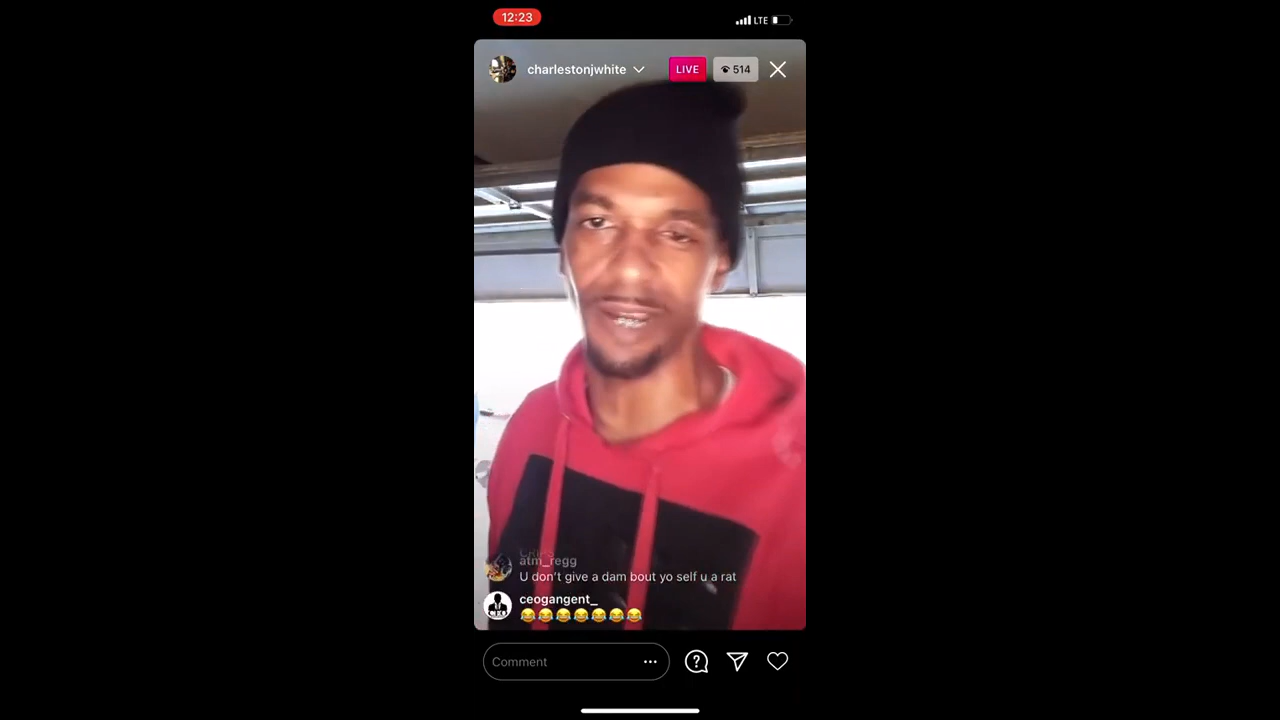 12:23
LTE
charlestonjwhite
LIVE
514
atm_regg
U don't give a dam bout yo self u a rat
ceogangent_
😂😂😂😂😂😂😂
Comment